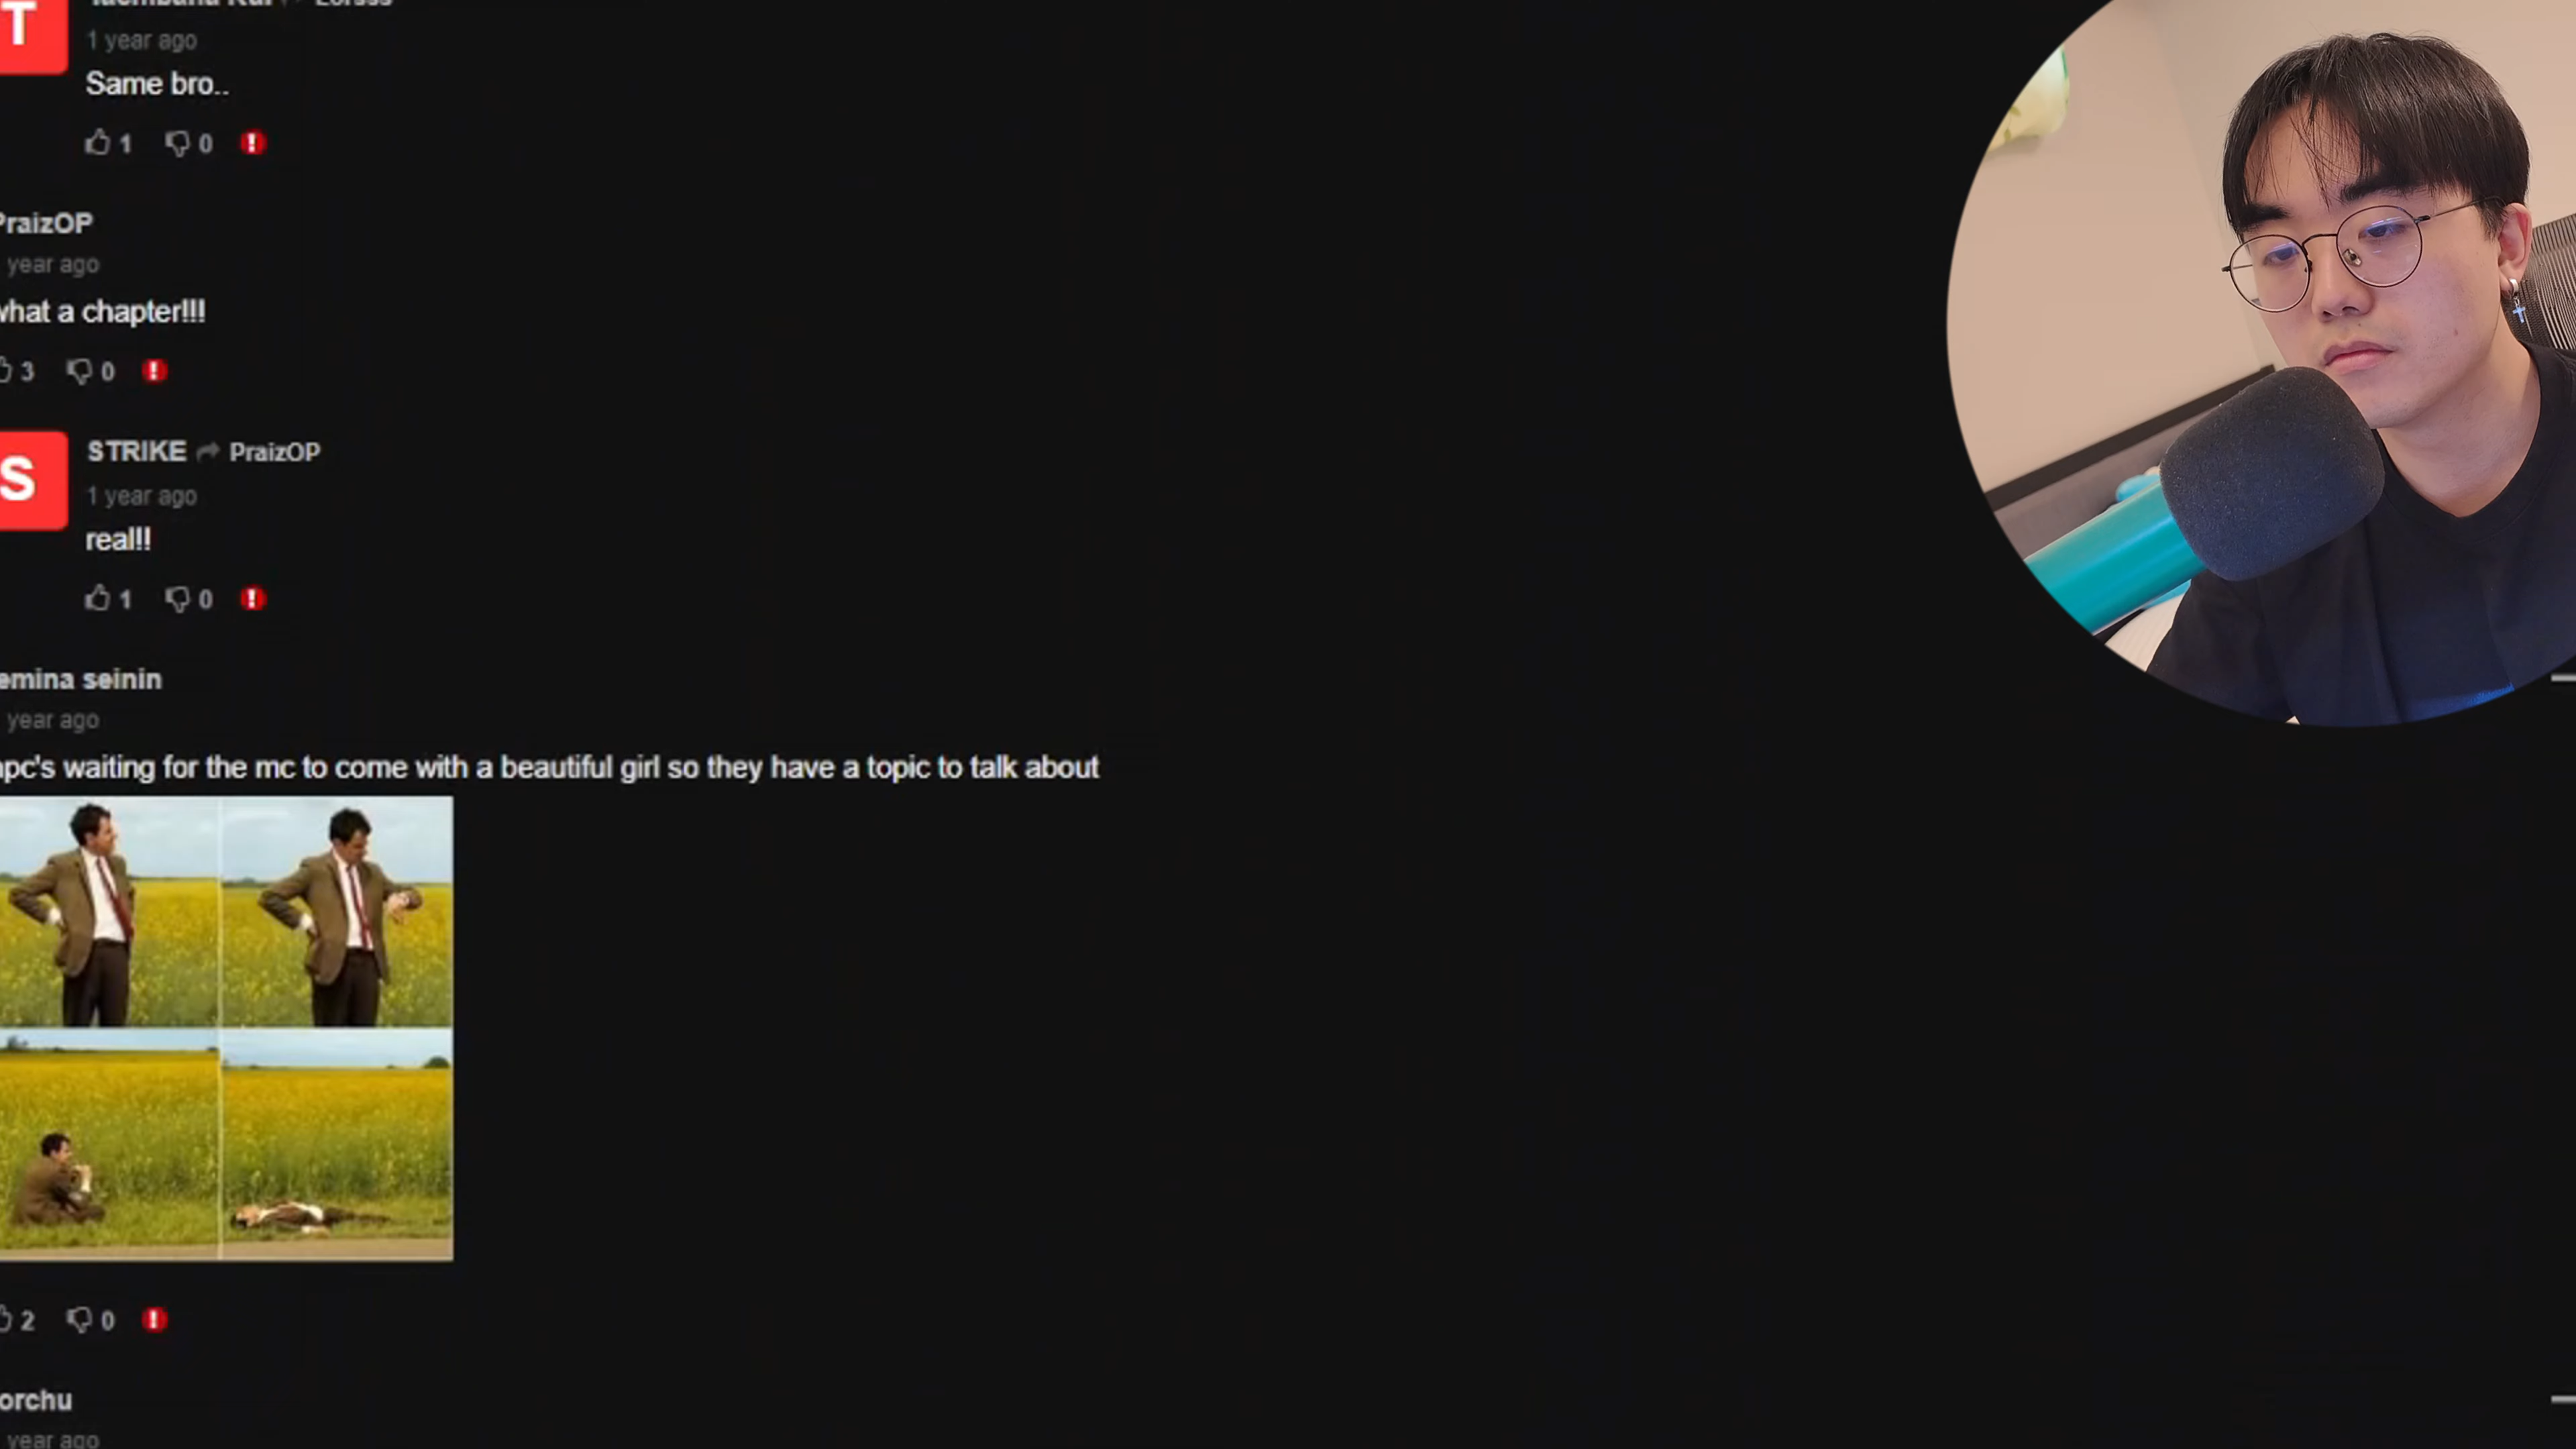 T
1 year ago
Same bro..
1 0
PraizOP
year ago
what a chapter!!!
3 0
S
STRIKE PraizOP
1 year ago
real!!
1 0
emina seinin
year ago
npc's waiting for the mc to come with a beautiful girl so they have a topic to talk about
2 0
orchu
year ago